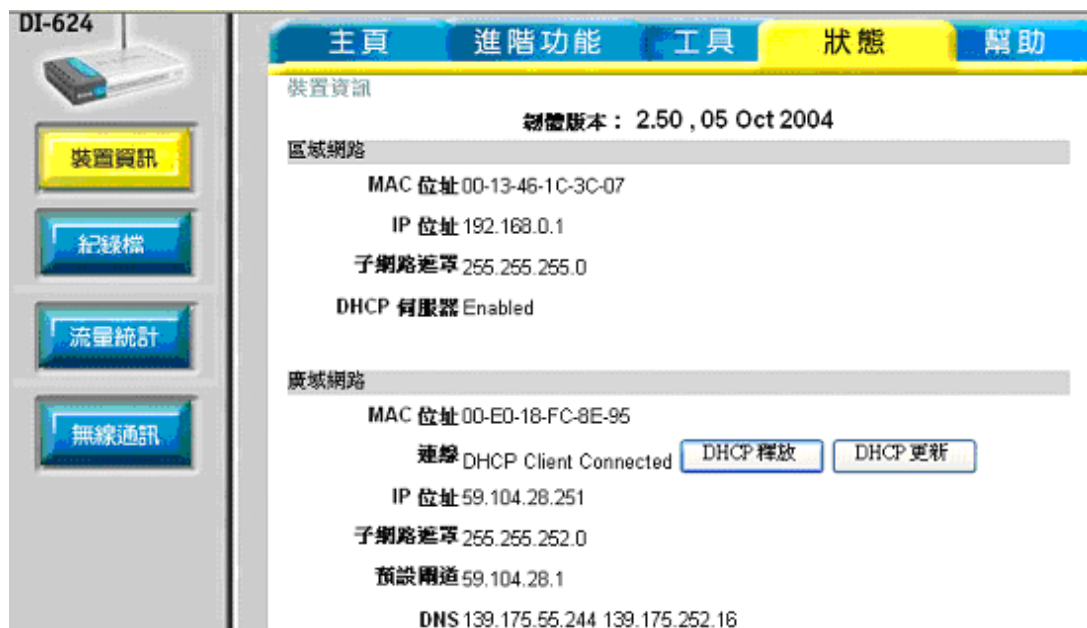 DI-624
主頁 進階功能 工具 狀態 幫助
裝置資訊
紀錄檔
流量統計
無線通訊
裝置資訊
韌體版本： 2.50 , 05 Oct 2004
區域網路
MAC 位址 00-13-46-1C-3C-07
IP 位址 192.168.0.1
子網路遮罩 255.255.255.0
DHCP 伺服器 Enabled
廣域網路
MAC 位址 00-E0-18-FC-8E-95
連線 DHCP Client Connected DHCP 釋放 DHCP 更新
IP 位址 59.104.28.251
子網路遮罩 255.255.252.0
預設閘道 59.104.28.1
DNS 139.175.55.244 139.175.252.16